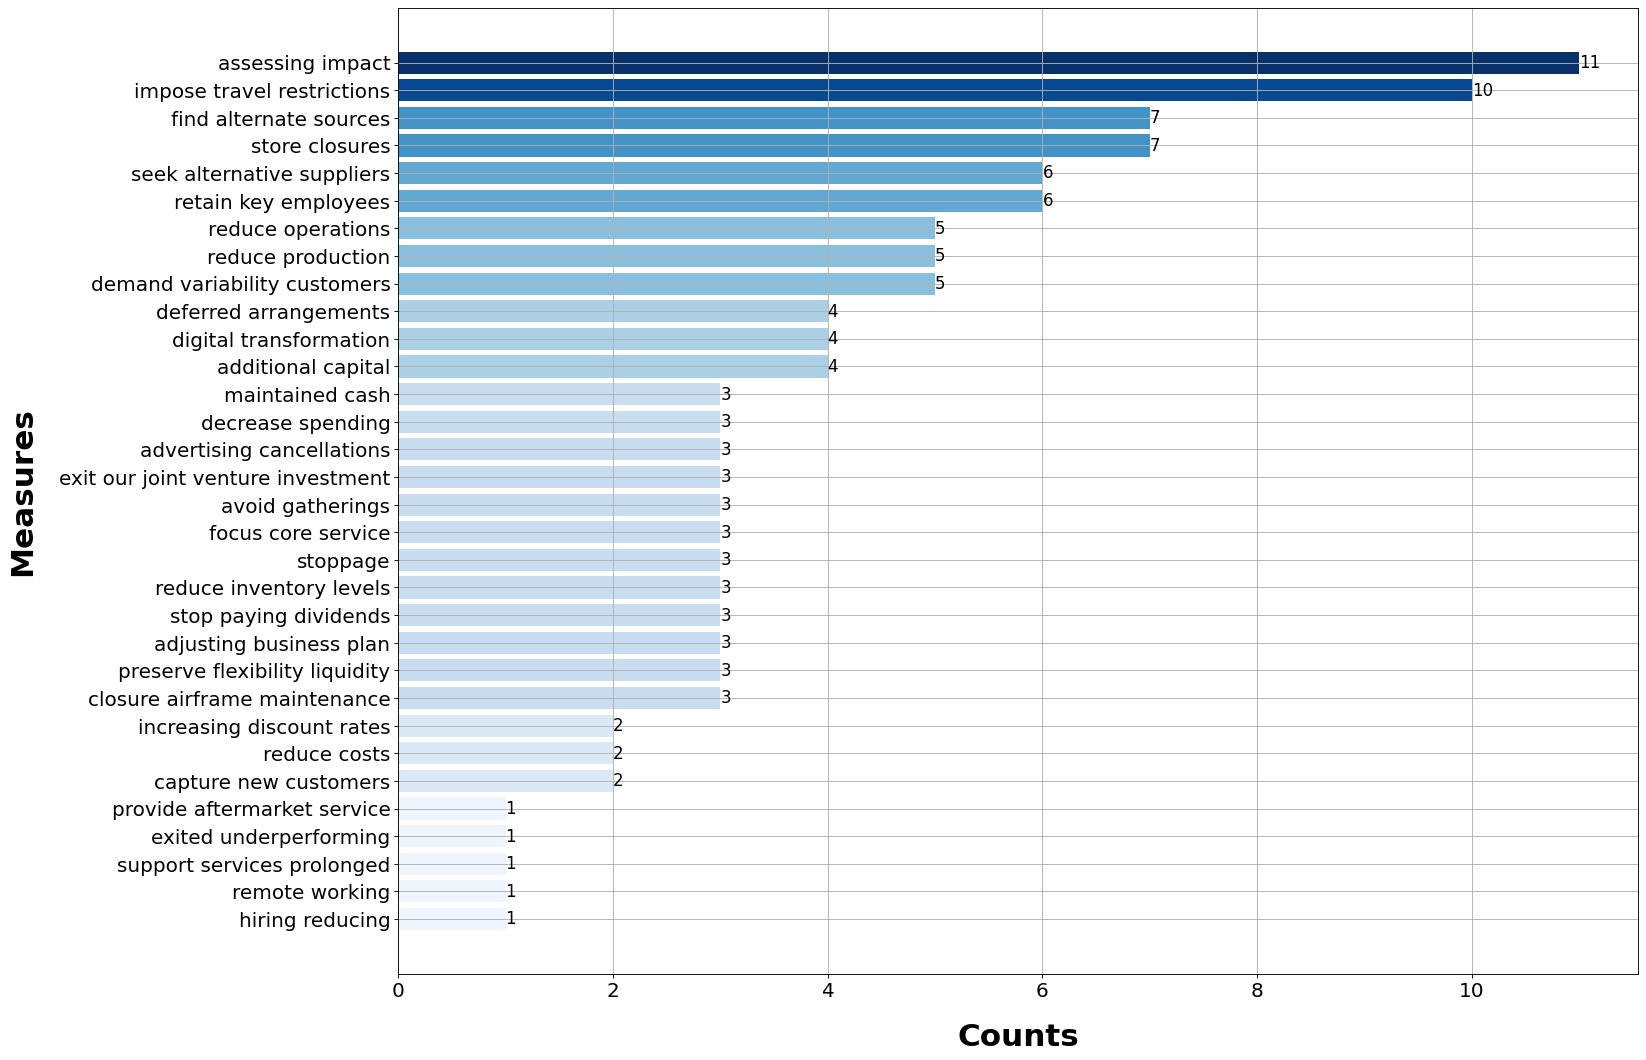 assessing impact 11
impose travel restrictions 10
find alternate sources 7
store closures 7
seek alternative suppliers 6
retain key employees 6
reduce operations 5
reduce production 5
demand variability customers 5
deferred arrangements 4
digital transformation 4
additional capital 4
maintained cash 3
decrease spending 3
advertising cancellations 3
exit our joint venture investment 3
avoid gatherings 3
focus core service 3
stoppage 3
reduce inventory levels 3
stop paying dividends 3
adjusting business plan 3
preserve flexibility liquidity 3
closure airframe maintenance 3
increasing discount rates 2
reduce costs 2
capture new customers 2
provide aftermarket service 1
exited underperforming 1
support services prolonged 1
remote working 1
hiring reducing 1
0 2 4 6 8 10
Counts
Measures